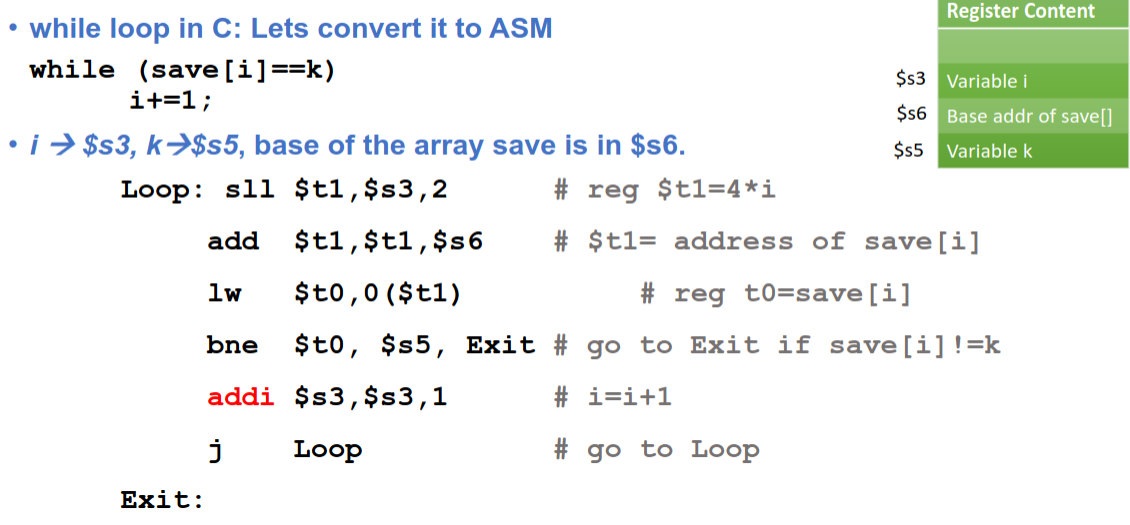 • while loop in C: Lets convert it to ASM
while (save[i]==k)
i+=1;
• i → $s3, k→$s5, base of the array save is in $s6.
Register Content
$s3 Variable i
$s6 Base addr of save[]
$s5 Variable k
Loop: sll $t1,$s3,2 # reg $t1=4*i
add $t1,$t1,$s6 # $t1= address of save[i]
lw $t0,0($t1) # reg t0=save[i]
bne $t0, $s5, Exit # go to Exit if save[i]!=k
addi $s3,$s3,1 # i=i+1
j Loop # go to Loop
Exit: